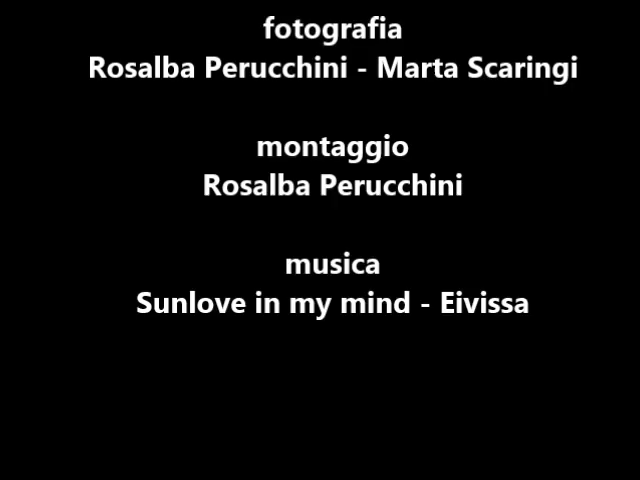 fotografia
Rosalba Perucchini - Marta Scaringi
montaggio
Rosalba Perucchini
musica
Sunlove in my mind - Eivissa